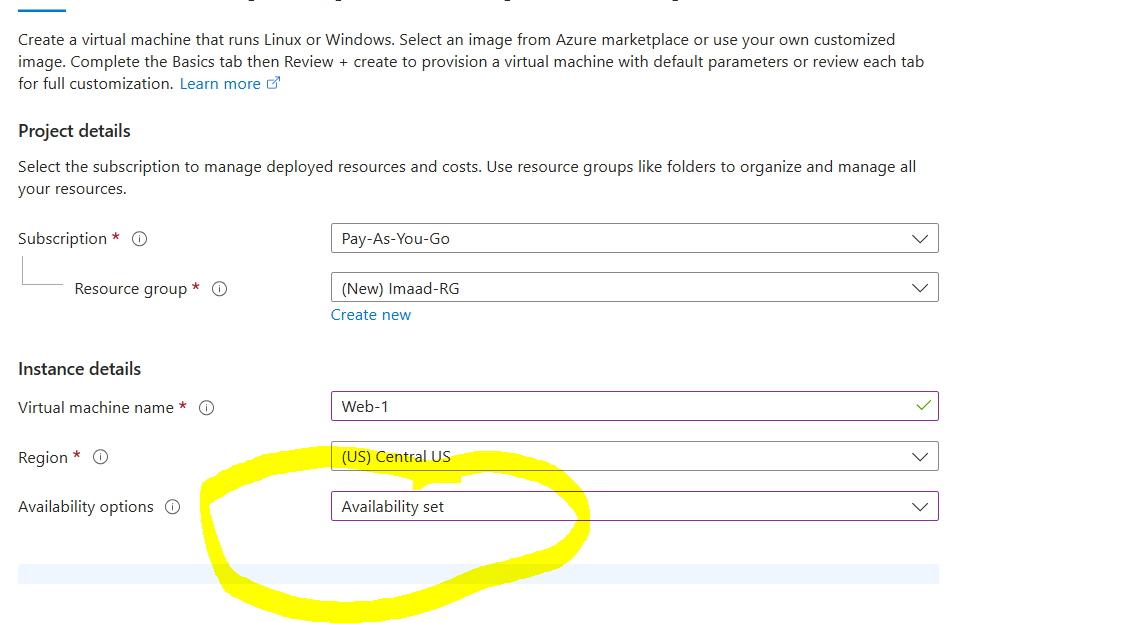 Create a virtual machine that runs Linux or Windows. Select an image from Azure marketplace or use your own customized
image. Complete the Basics tab then Review + create to provision a virtual machine with default parameters or review each tab
for full customization. Learn more
Project details
Select the subscription to manage deployed resources and costs. Use resource groups like folders to organize and manage all
your resources.
Subscription * Pay-As-You-Go
Resource group * (New) Imaad-RG
Create new
Instance details
Virtual machine name * Web-1
Region * (US) Central US
Availability options Availability set